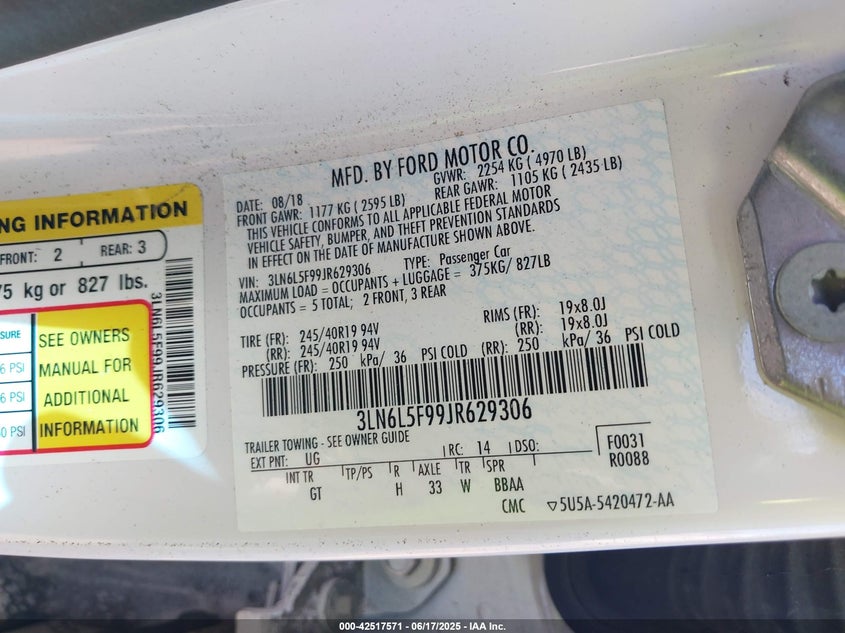 NG INFORMATION
FRONT: 2 REAR: 3
75 kg or 827 lbs.
SURE
6 PSI
6 PSI
0 PSI
SEE OWNERS
MANUAL FOR
ADDITIONAL
INFORMATION
3LN6L5F99JR629306
MFD. BY FORD MOTOR CO.
DATE: 08/18 GVWR: 2254 KG ( 4970 LB)
FRONT GAWR: 1177 KG ( 2595 LB) REAR GAWR: 1105 KG ( 2435 LB)
THIS VEHICLE CONFORMS TO ALL APPLICABLE FEDERAL MOTOR
VEHICLE SAFETY, BUMPER, AND THEFT PREVENTION STANDARDS
IN EFFECT ON THE DATE OF MANUFACTURE SHOWN ABOVE.
VIN: 3LN6L5F99JR629306 TYPE: Passenger Car
MAXIMUM LOAD = OCCUPANTS + LUGGAGE = 375KG/ 827LB
OCCUPANTS = 5 TOTAL; 2 FRONT, 3 REAR
TIRE (FR): 245/40R19 94V RIMS (FR): 19x8.0J
(RR): 245/40R19 94V (RR): 19x8.0J
PRESSURE (FR): 250 kPa/ 36 PSI COLD (RR): 250 kPa/ 36 PSI COLD
3LN6L5F99JR629306
TRAILER TOWING - SEE OWNER GUIDE
EXT PNT: UG RC: 14 DSO: F0031
INT TR TP/PS R AXLE TR SPR R0088
GT H 33 W BBAA
CMC ▽5U5A-5420472-AA
000-42517571 - 06/17/2025 - IAA Inc.